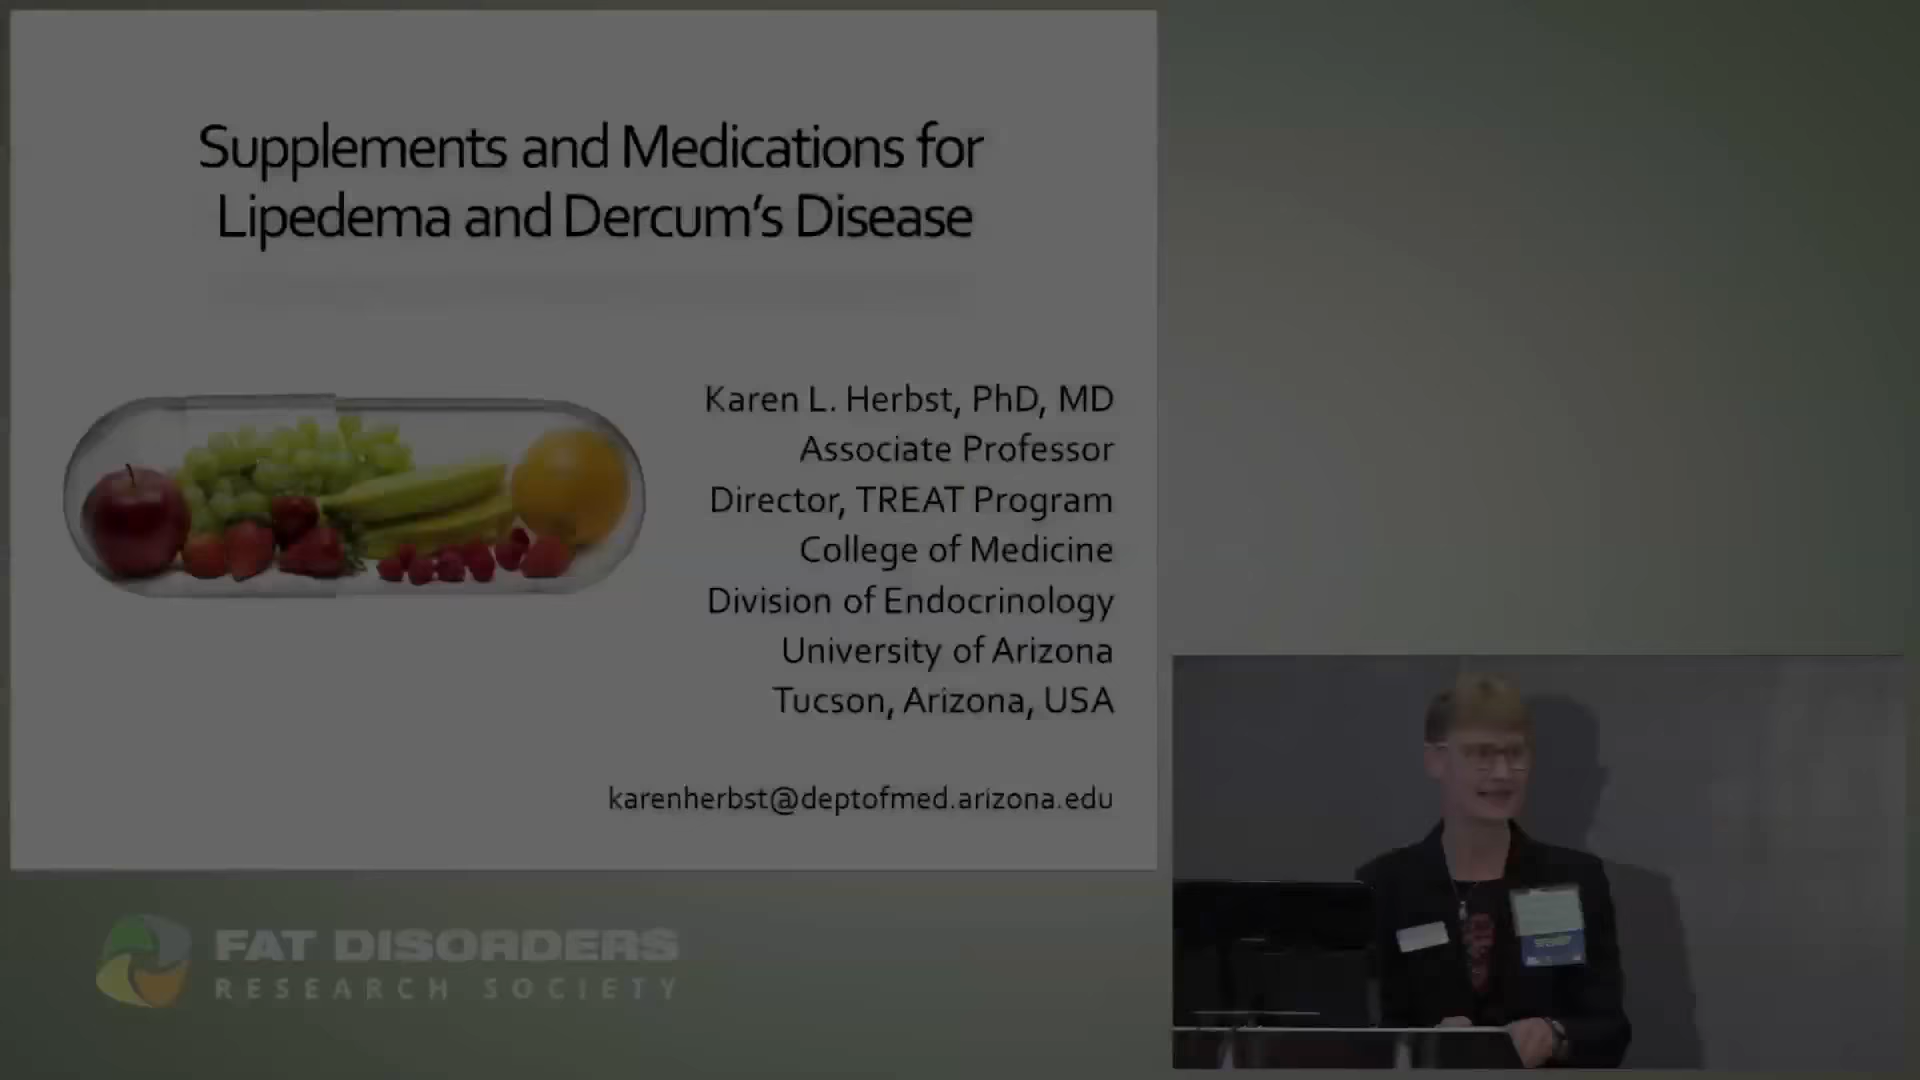 Supplements and Medications for
Lipedema and Dercum's Disease
Karen L. Herbst, PhD, MD
Associate Professor
Director, TREAT Program
College of Medicine
Division of Endocrinology
University of Arizona
Tucson, Arizona, USA
karenherbst@deptofmed.arizona.edu
FAT DISORDERS
RESEARCH SOCIETY